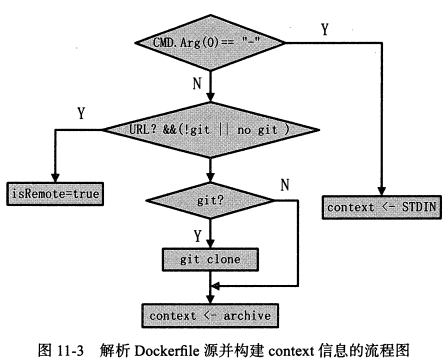 CMD.Arg(0)== "-"
Y
N
URL? &&(!git || no git )
Y
isRemote=true
git?
N
context <- STDIN
Y
git clone
context <- archive
图 11-3 解析 Dockerfile 源并构建 context 信息的流程图